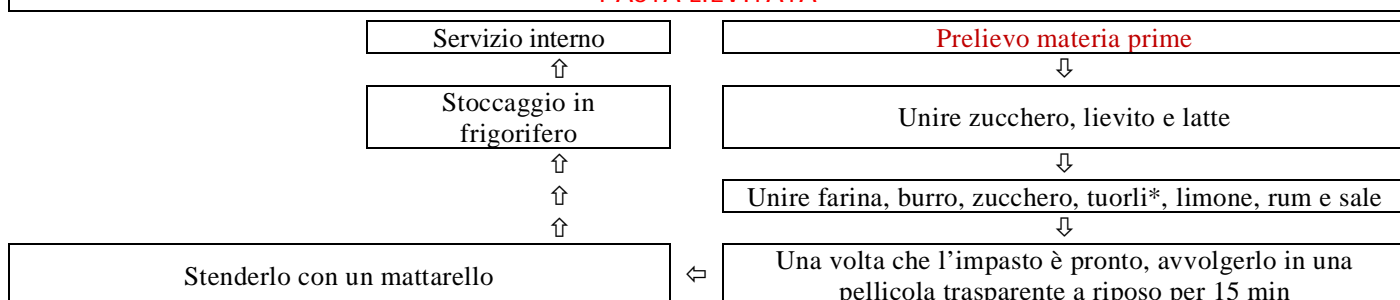 PASTA LIEVITATA
Servizio interno
Prelievo materia prime
⇧
⇩
Stoccaggio in
frigorifero
Unire zucchero, lievito e latte
⇧
⇩
⇧
Unire farina, burro, zucchero, tuorli*, limone, rum e sale
⇧
⇩
Stenderlo con un mattarello
⇦
Una volta che l’impasto è pronto, avvolgerlo in una
pellicola trasparente a riposo per 15 min